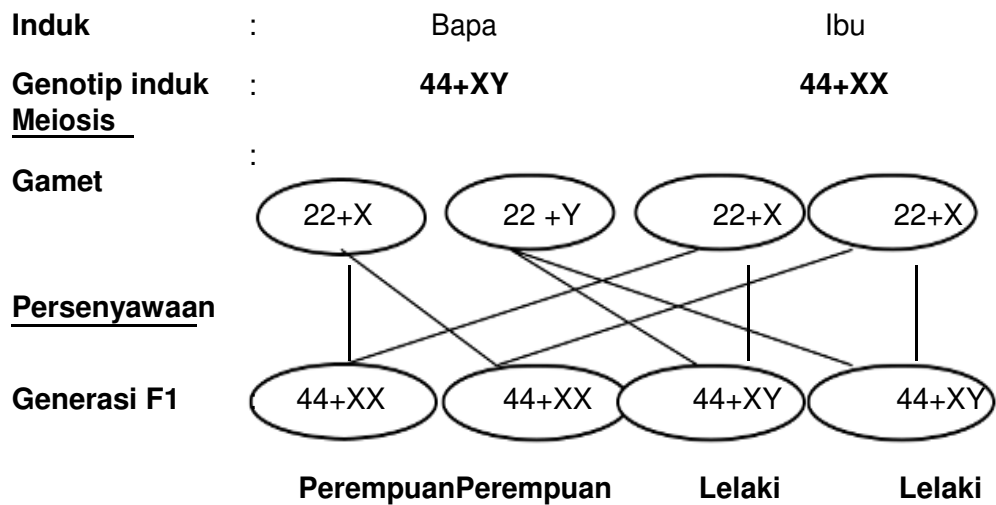 Induk : Bapa Ibu
Genotip induk : 44+XY 44+XX
Meiosis
:
Gamet
22+X 22 +Y 22+X 22+X
Persenyawaan
Generasi F1 : 44+XX 44+XX 44+XY 44+XY
PerempuanPerempuan Lelaki Lelaki